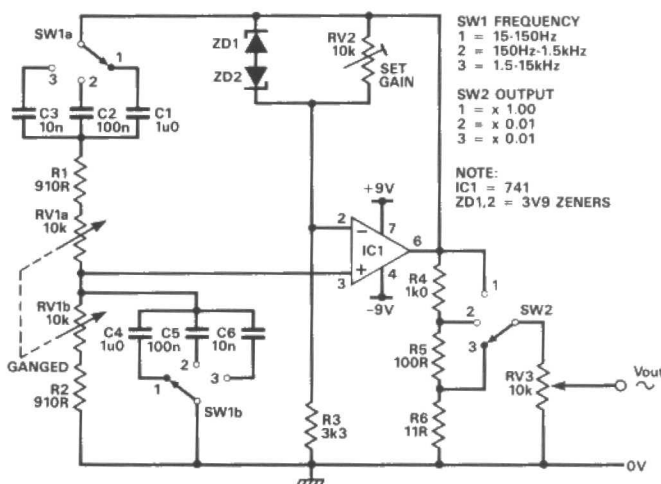 SW1 FREQUENCY
1 = 15-150Hz
2 = 150Hz-1.5kHz
3 = 1.5-15kHz
SW2 OUTPUT
1 = x 1.00
2 = x 0.01
3 = x 0.01
NOTE:
IC1 = 741
ZD1,2 = 3V9 ZENERS
SW1a
1
2
3
C3
10n
C2
100n
C1
1u0
ZD1
ZD2
RV2
10k
SET
GAIN
R1
910R
RV1a
10k
RV1b
10k
GANGED
R2
910R
C4
1u0
C5
100n
C6
10n
1
2
3
SW1b
+9V
2
7
−
IC1
6
+
3
4
−9V
R3
3k3
R4
1k0
R5
100R
R6
11R
1
2
3
SW2
RV3
10k
Vout
~
0V